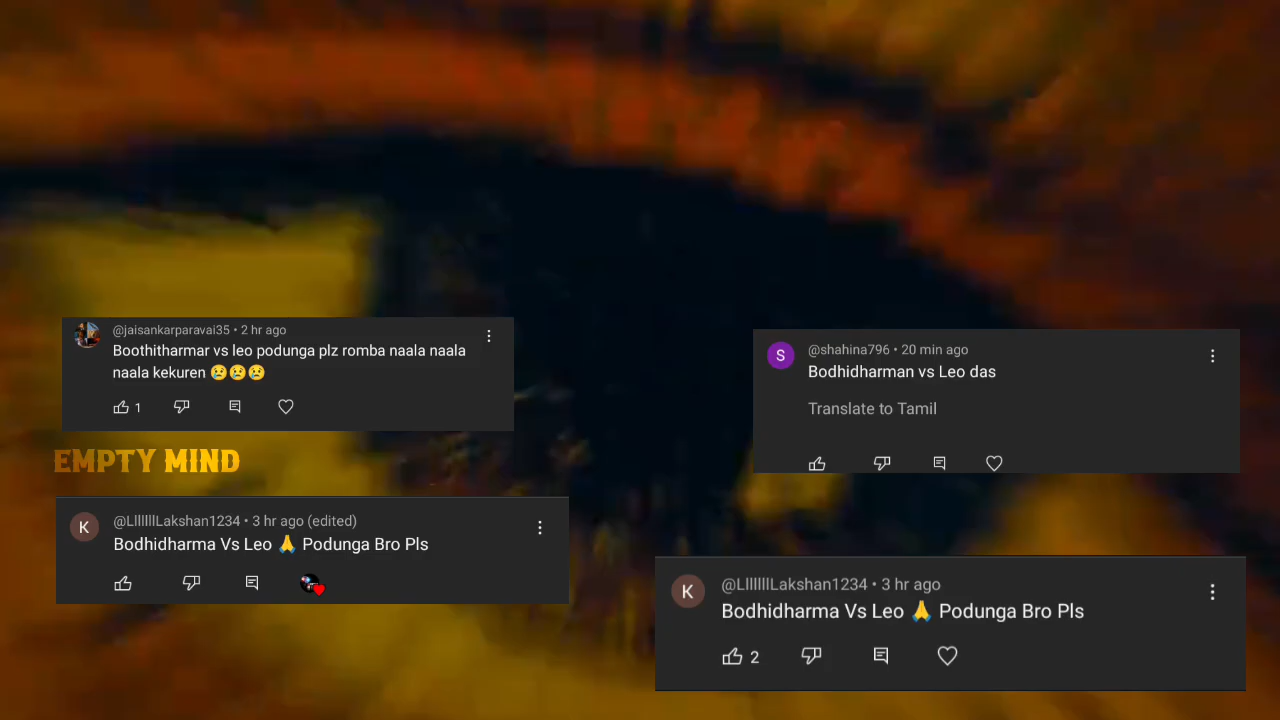 @jaisankarparavai35 • 2 hr ago
Boothitharmar vs leo podunga plz romba naala naala
naala kekuren 😢😢😢
1
EMPTY MIND
K
@LllllllLakshan1234 • 3 hr ago (edited)
Bodhidharma Vs Leo 🙏 Podunga Bro Pls
S
@shahina796 • 20 min ago
Bodhidharman vs Leo das
Translate to Tamil
K
@LllllllLakshan1234 • 3 hr ago
Bodhidharma Vs Leo 🙏 Podunga Bro Pls
2